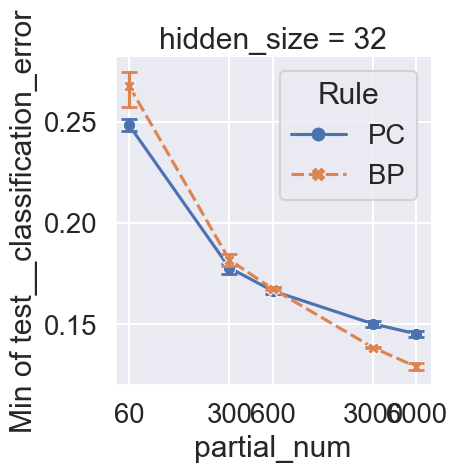 hidden_size = 32
Min of test__classification_error
0.25
0.20
0.15
Rule
PC
BP
60
300
600
3000
6000
partial_num